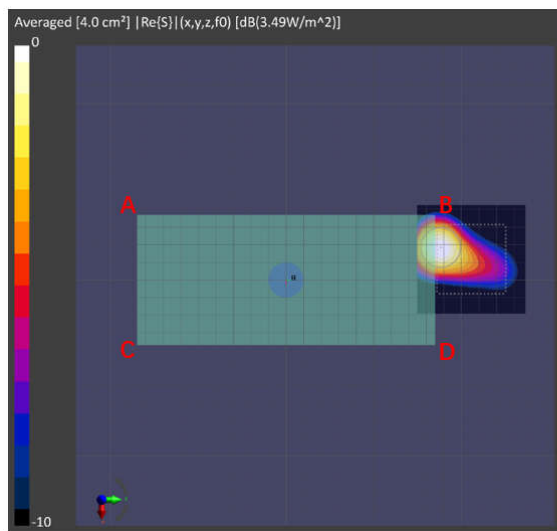 Averaged [4.0 cm²] |Re{S}|(x,y,z,f0) [dB(3.49W/m^2)]
0
A
B
C
D
-10